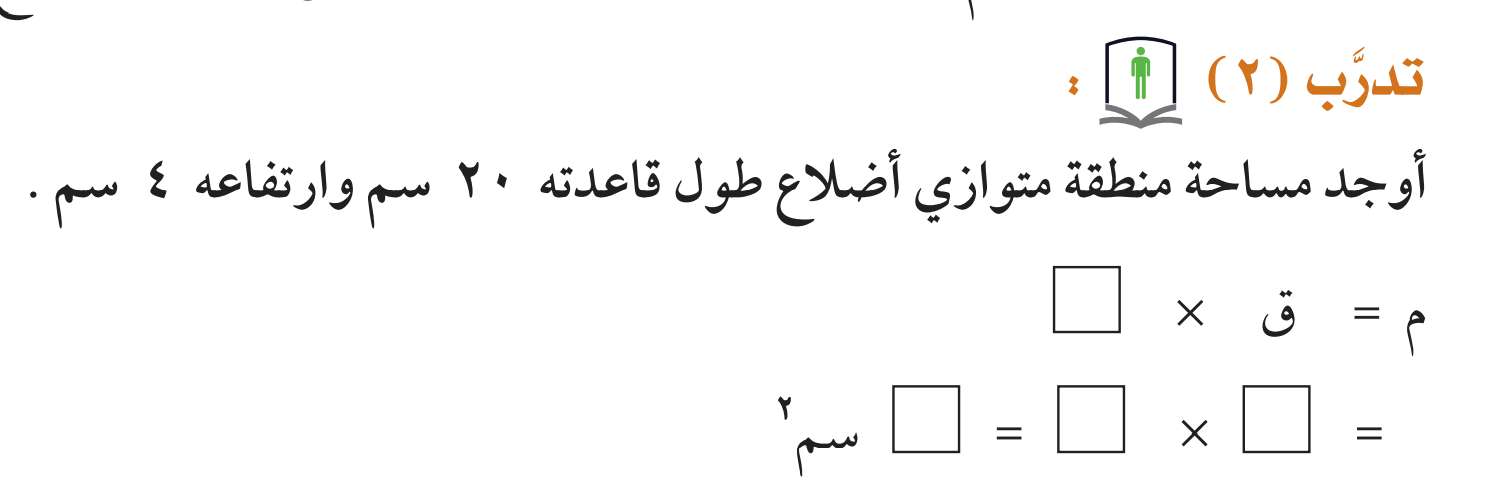 تدرَّب (٢) :
أوجد مساحة منطقة متوازي أضلاع طول قاعدته ٢٠ سم وارتفاعه ٤ سم .
م = ق × □
= □ × □ = □ سم٢